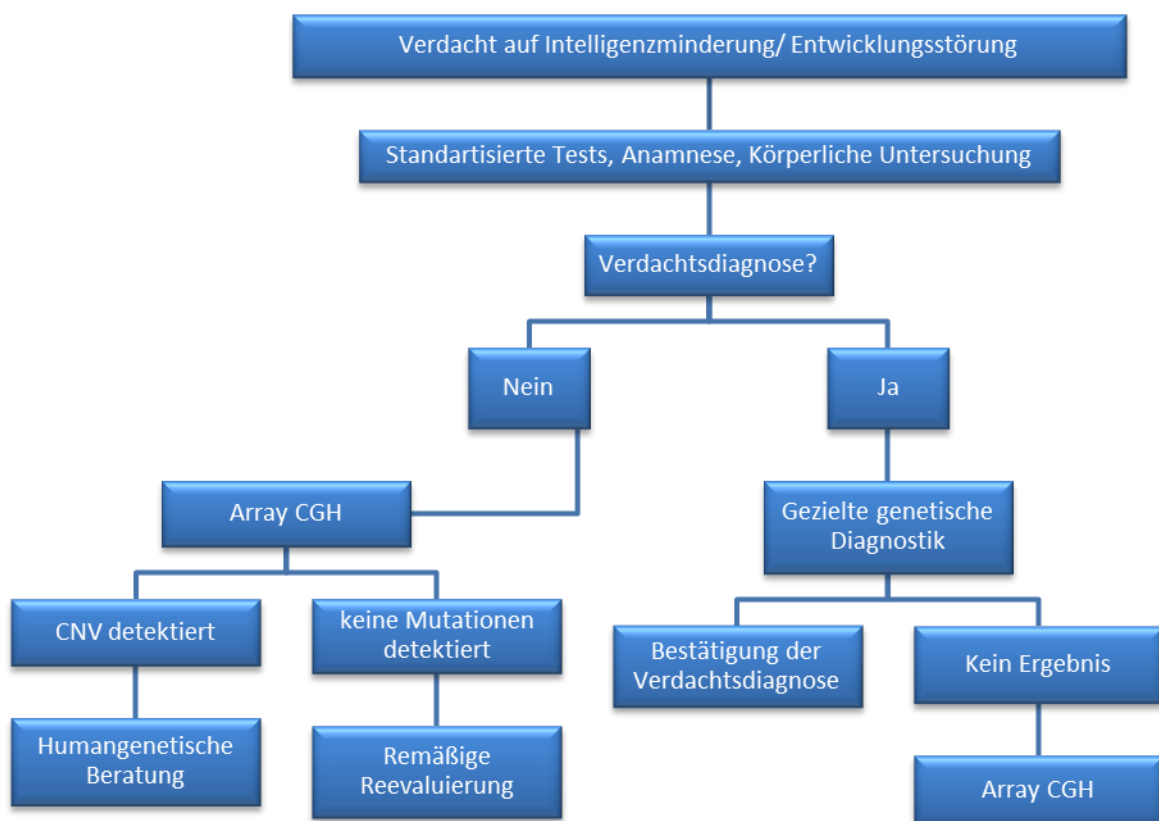 Verdacht auf Intelligenzminderung/ Entwicklungsstörung
Standartisierte Tests, Anamnese, Körperliche Untersuchung
Verdachtsdiagnose?
Nein
Ja
Array CGH
Gezielte genetische
Diagnostik
CNV detektiert
keine Mutationen
detektiert
Bestätigung der
Verdachtsdiagnose
Kein Ergebnis
Humangenetische
Beratung
Remäßige
Reevaluierung
Array CGH